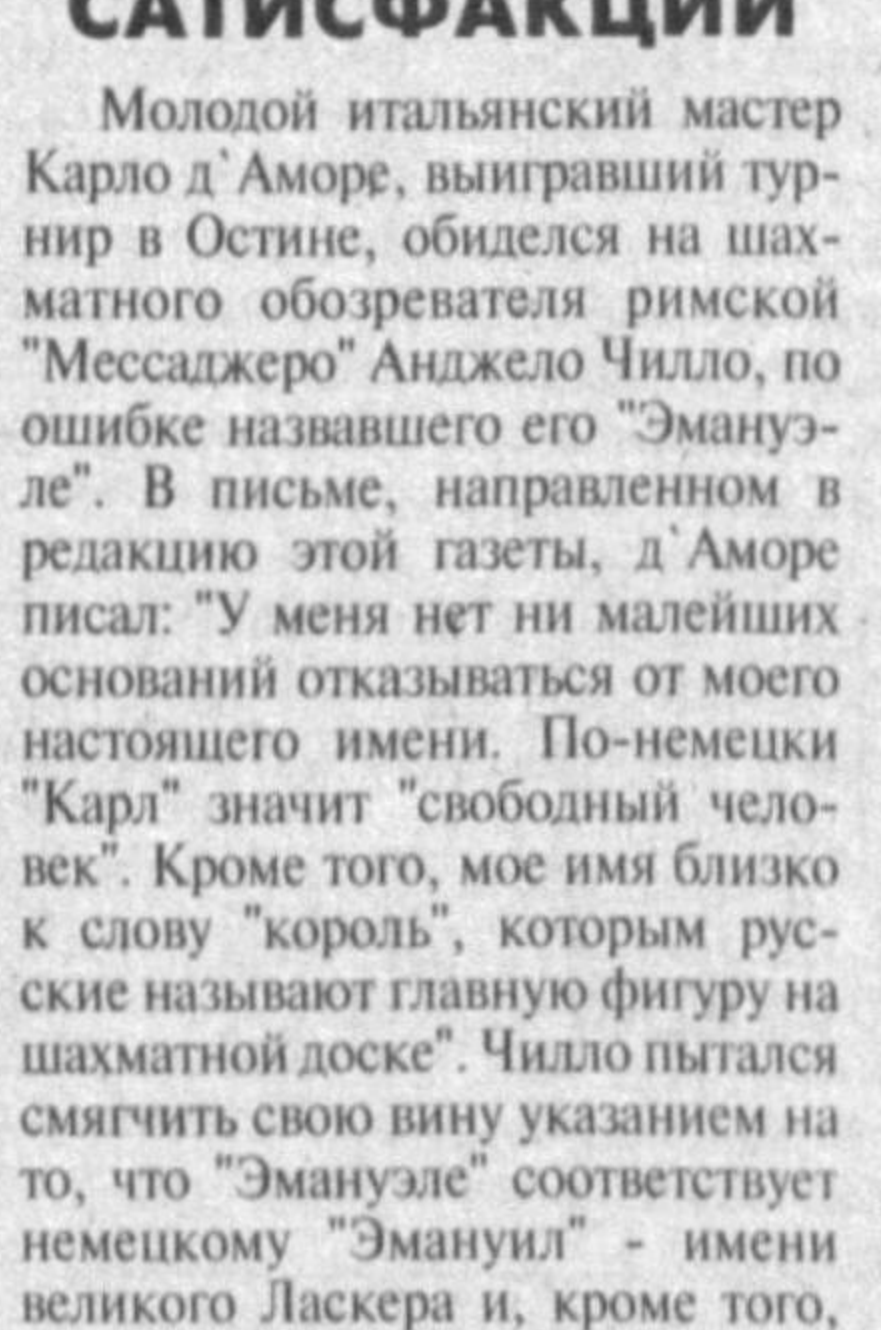 САТИСФАКЦИИ
Молодой итальянский мастер
Карло д`Аморе, выигравший тур-
нир в Остине, обиделся на шах-
матного обозревателя римской
"Мессаджеро" Анджело Чилло, по
ошибке назвавшего его "Эмануэ-
ле". В письме, направленном в
редакцию этой газеты, д`Аморе
писал: "У меня нет ни малейших
оснований отказываться от моего
настоящего имени. По-немецки
"Карл" значит "свободный чело-
век". Кроме того, мое имя близко
к слову "король", которым рус-
ские называют главную фигуру на
шахматной доске". Чилло пытался
смягчить свою вину указанием на
то, что "Эмануэле" соответствует
немецкому "Эмануил" - имени
великого Ласкера и, кроме того,